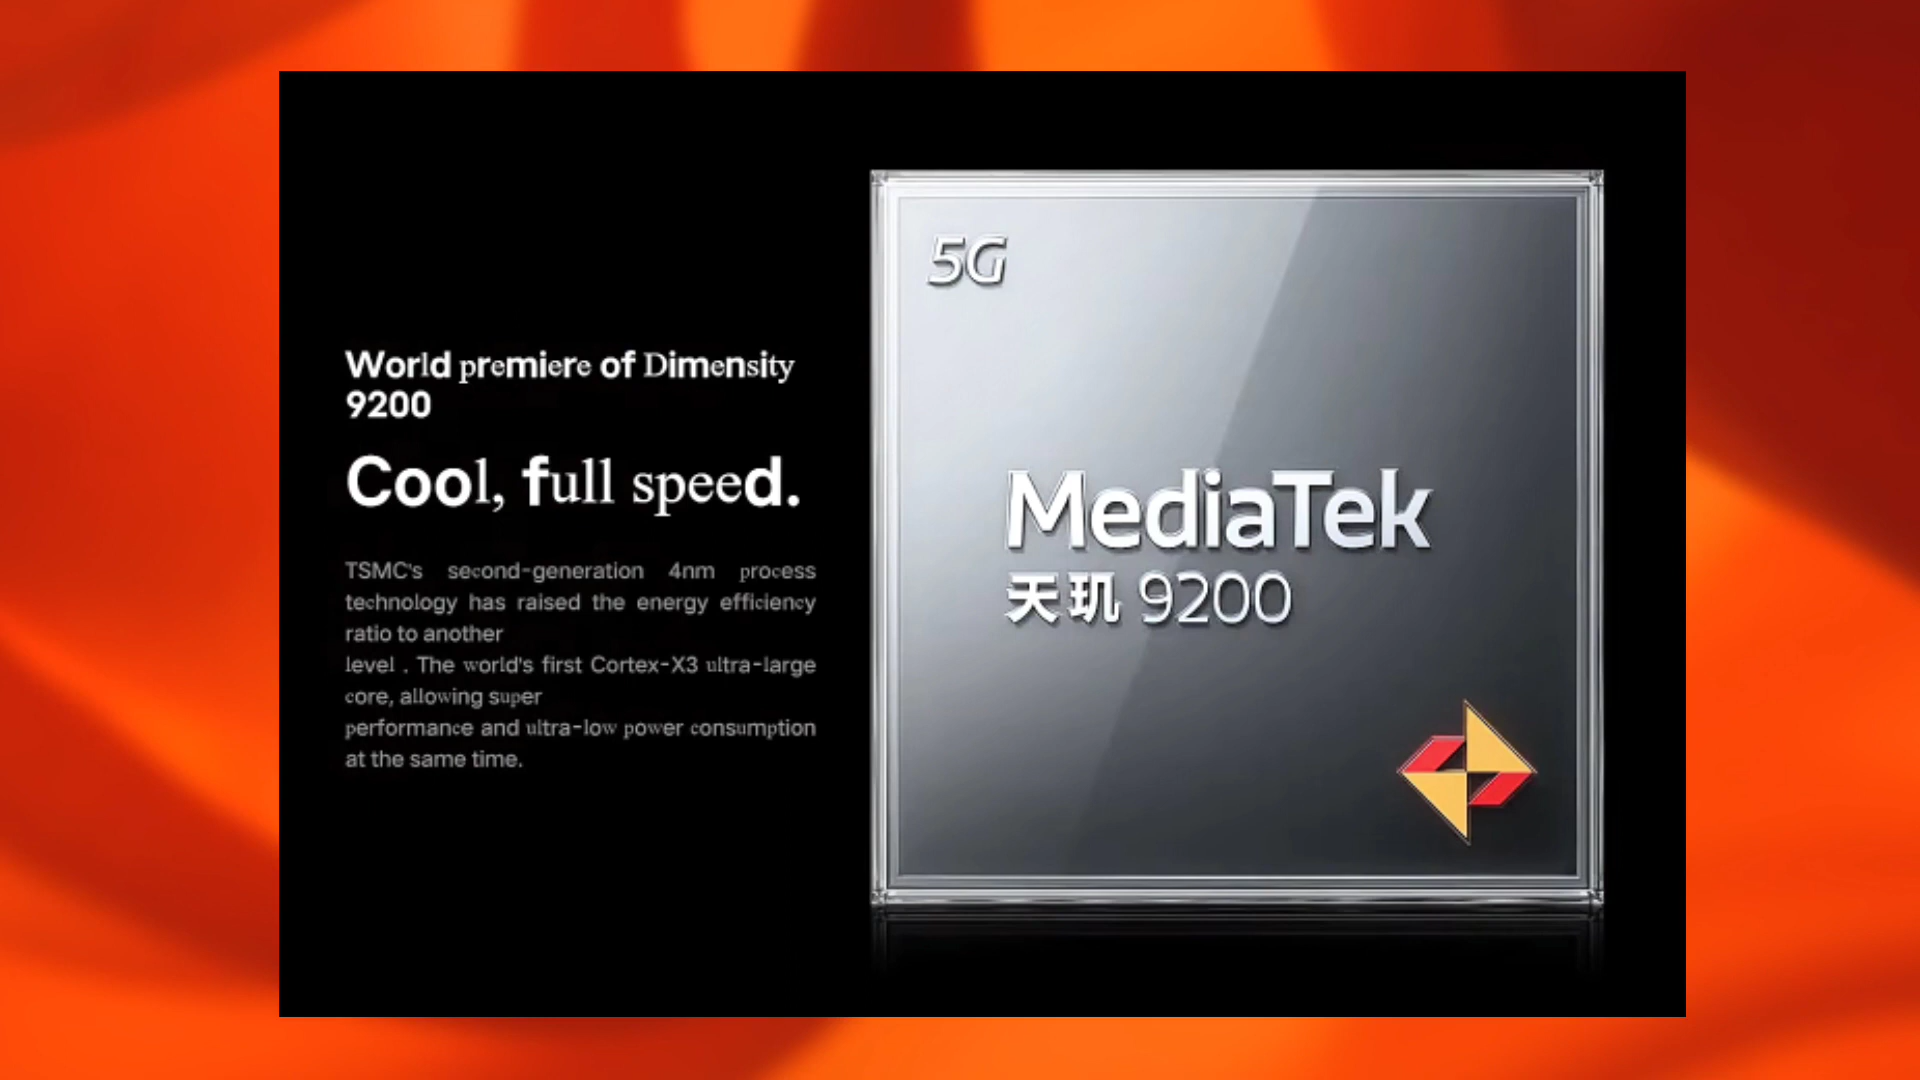 World premiere of Dimensity
9200
Cool, full speed.
TSMC's second-generation 4nm process
technology has raised the energy efficiency
ratio to another
level . The world's first Cortex-X3 ultra-large
core, allowing super
performance and ultra-low power consumption
at the same time.
5G
MediaTek
天玑 9200